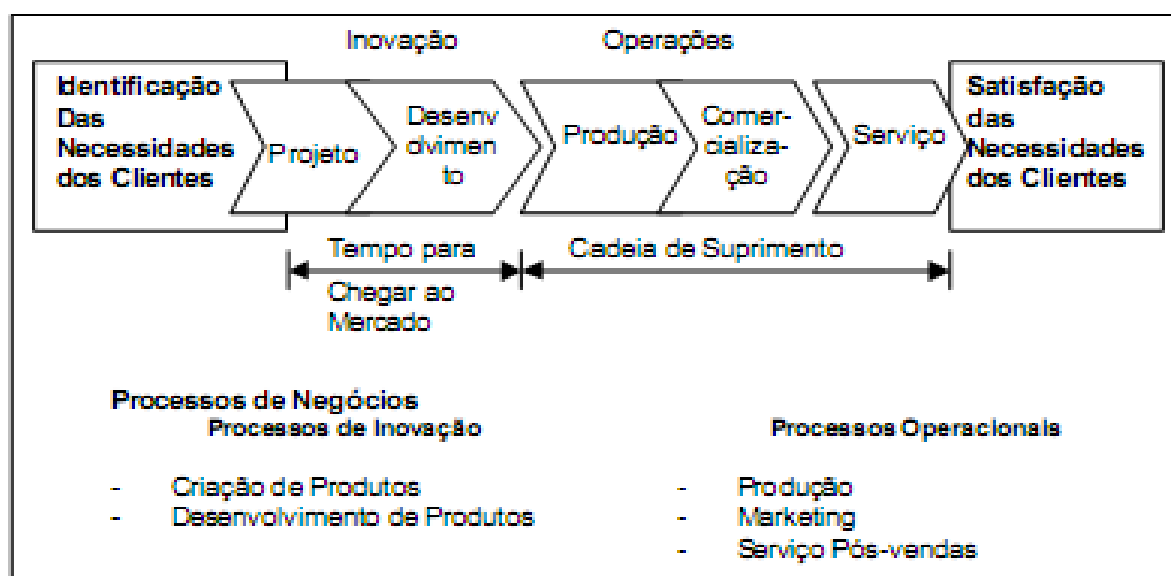 Inovação
Operações
Identificação
Das
Necessidades
dos Clientes
Projeto
Desenv
olvimen
to
Produção
Comer-
cializa-
ção
Serviço
Satisfação
das
Necessidades
dos Clientes
Tempo para
Chegar ao
Mercado
Cadeia de Suprimento
Processos de Negócios
Processos de Inovação
- Criação de Produtos
- Desenvolvimento de Produtos
Processos Operacionais
- Produção
- Marketing
- Serviço Pós-vendas